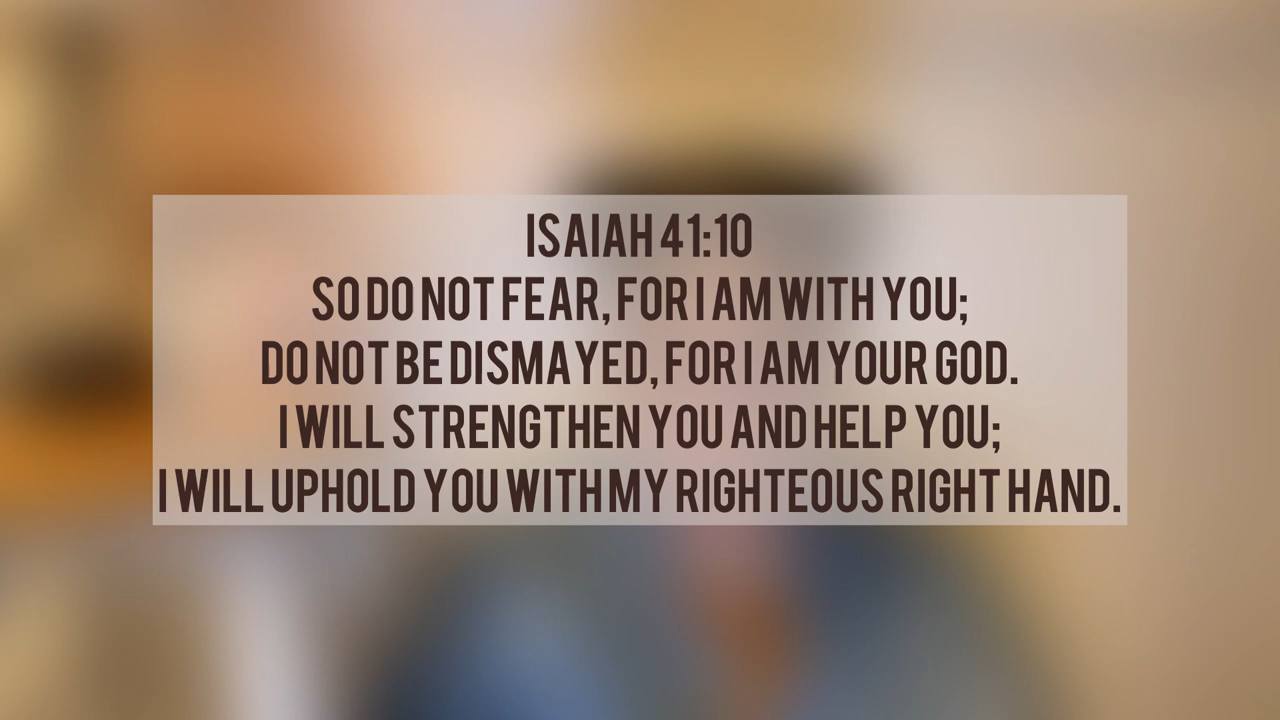 ISAIAH 41:10
SO DO NOT FEAR, FOR I AM WITH YOU;
DO NOT BE DISMAYED, FOR I AM YOUR GOD.
I WILL STRENGTHEN YOU AND HELP YOU;
I WILL UPHOLD YOU WITH MY RIGHTEOUS RIGHT HAND.